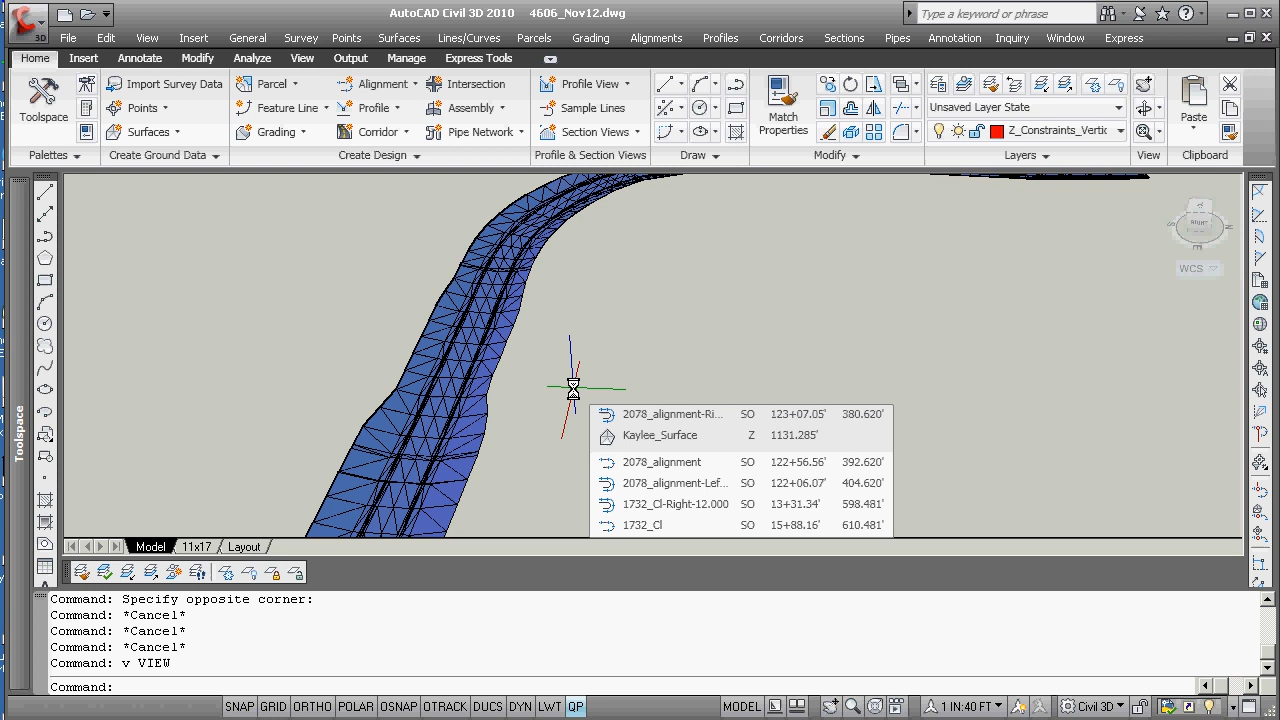 AutoCAD Civil 3D 2010 4606_Nov12.dwg
Type a keyword or phrase
3D
File Edit View Insert General Survey Points Surfaces Lines/Curves Parcels Grading Alignments Profiles Corridors Sections Pipes Annotation Inquiry Window Express
Home Insert Annotate Modify Analyze View Output Manage Express Tools
Toolspace
Import Survey Data
Points
Surfaces
Parcel
Feature Line
Grading
Alignment
Profile
Corridor
Intersection
Assembly
Pipe Network
Profile View
Sample Lines
Section Views
Match
Properties
Unsaved Layer State
Z_Constraints_Vertic
Paste
Palettes Create Ground Data Create Design Profile & Section Views Draw Modify Layers View Clipboard
Toolspace
RIGHT
N
E
WCS
2078_alignment-Ri... SO 123+07.05' 380.620'
Kaylee_Surface Z 1131.285'
2078_alignment SO 122+56.56' 392.620'
2078_alignment-Lef... SO 122+06.07' 404.620'
1732_Cl-Right-12.000 SO 13+31.34' 598.481'
1732_Cl SO 15+88.16' 610.481'
Model 11x17 Layout
Command: Specify opposite corner:
Command: *Cancel*
Command: *Cancel*
Command: *Cancel*
Command: v VIEW
Command:
SNAP GRID ORTHO POLAR OSNAP OTRACK DUCS DYN LWT QP MODEL 1 IN:40 FT Civil 3D